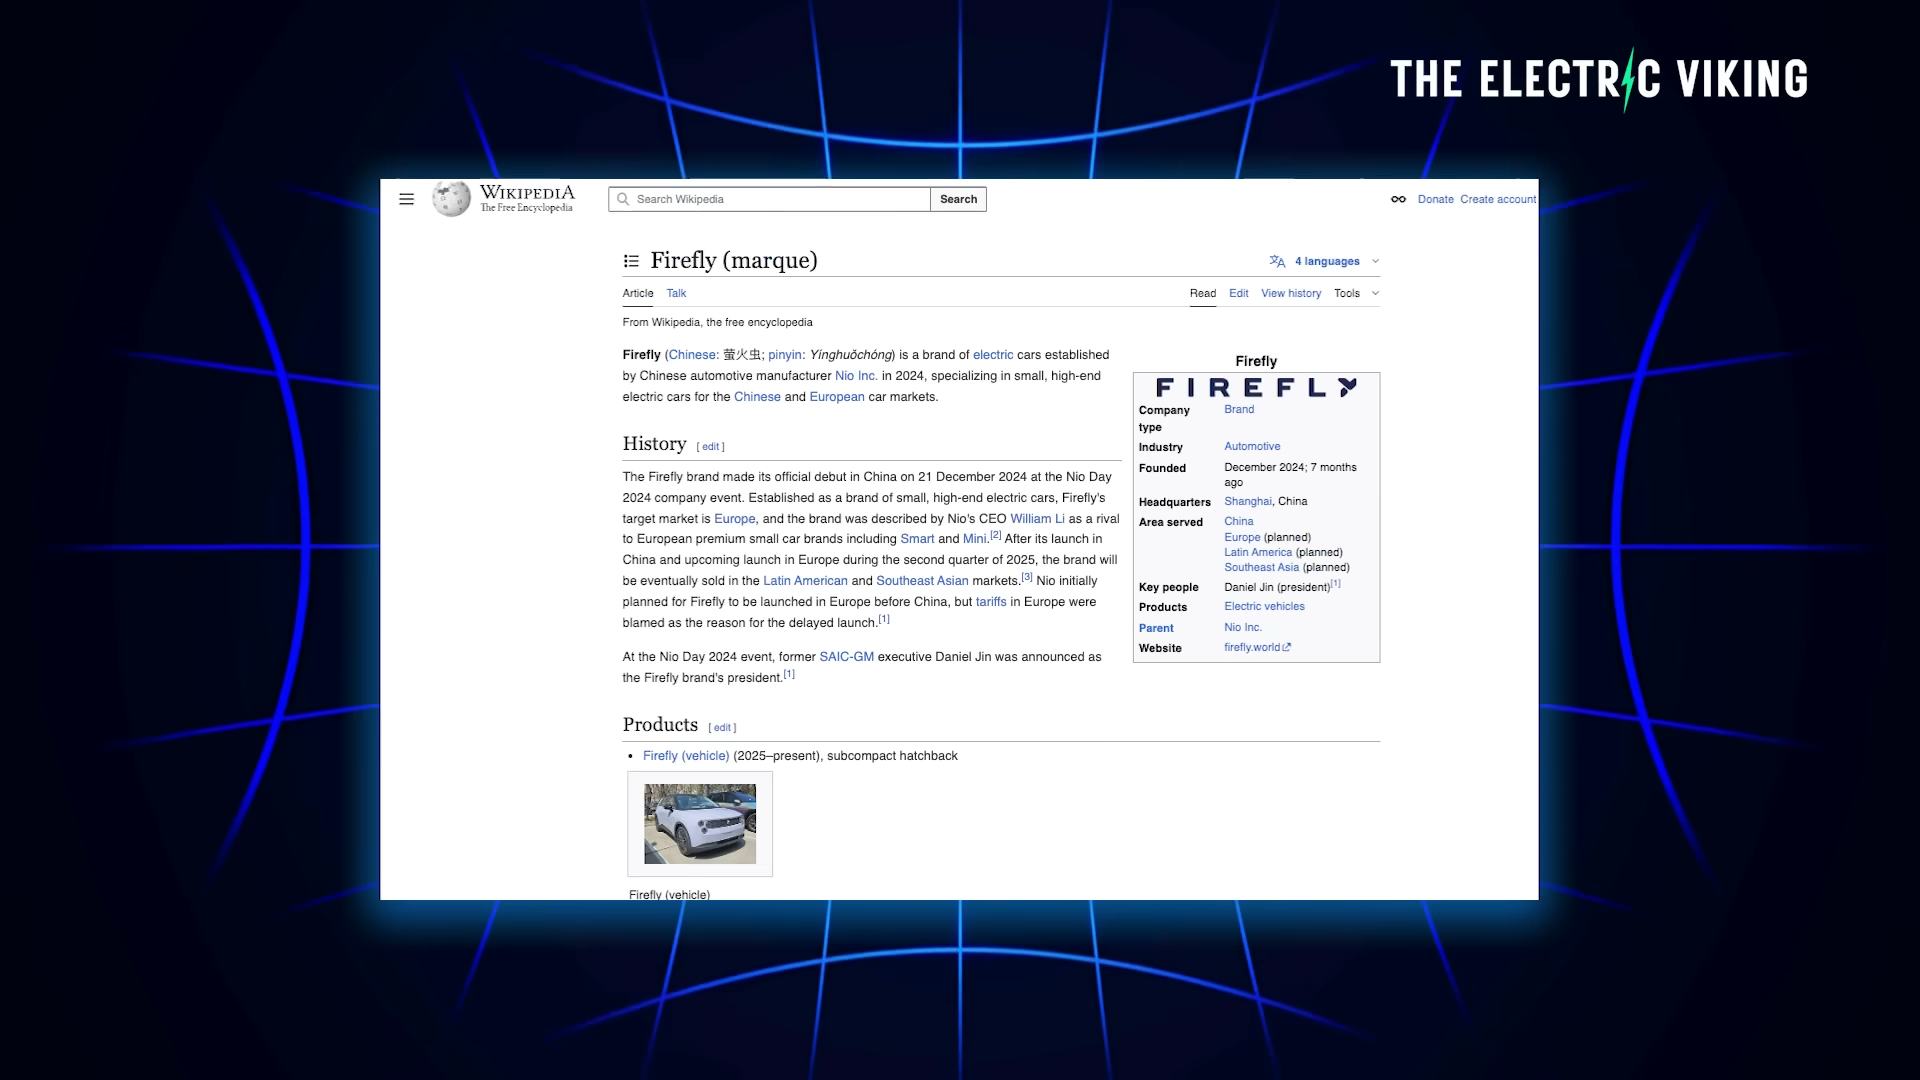 THE ELECTRIC VIKING
WIKIPEDIA
The Free Encyclopedia
Search Wikipedia
Search
Donate Create account
Firefly (marque)
4 languages
Article Talk
Read Edit View history Tools
From Wikipedia, the free encyclopedia
Firefly (Chinese: 萤火虫; pinyin: Yínghuǒchóng) is a brand of electric cars established
by Chinese automotive manufacturer Nio Inc. in 2024, specializing in small, high-end
electric cars for the Chinese and European car markets.
History [ edit ]
The Firefly brand made its official debut in China on 21 December 2024 at the Nio Day
2024 company event. Established as a brand of small, high-end electric cars, Firefly's
target market is Europe, and the brand was described by Nio's CEO William Li as a rival
to European premium small car brands including Smart and Mini.[2] After its launch in
China and upcoming launch in Europe during the second quarter of 2025, the brand will
be eventually sold in the Latin American and Southeast Asian markets.[3] Nio initially
planned for Firefly to be launched in Europe before China, but tariffs in Europe were
blamed as the reason for the delayed launch.[1]
At the Nio Day 2024 event, former SAIC-GM executive Daniel Jin was announced as
the Firefly brand's president.[1]
Firefly
FIREFLY
Company type Brand
Industry Automotive
Founded December 2024; 7 months
ago
Headquarters Shanghai, China
Area served China
Europe (planned)
Latin America (planned)
Southeast Asia (planned)
Key people Daniel Jin (president)[1]
Products Electric vehicles
Parent Nio Inc.
Website firefly.world
Products [ edit ]
• Firefly (vehicle) (2025–present), subcompact hatchback
Firefly (vehicle)